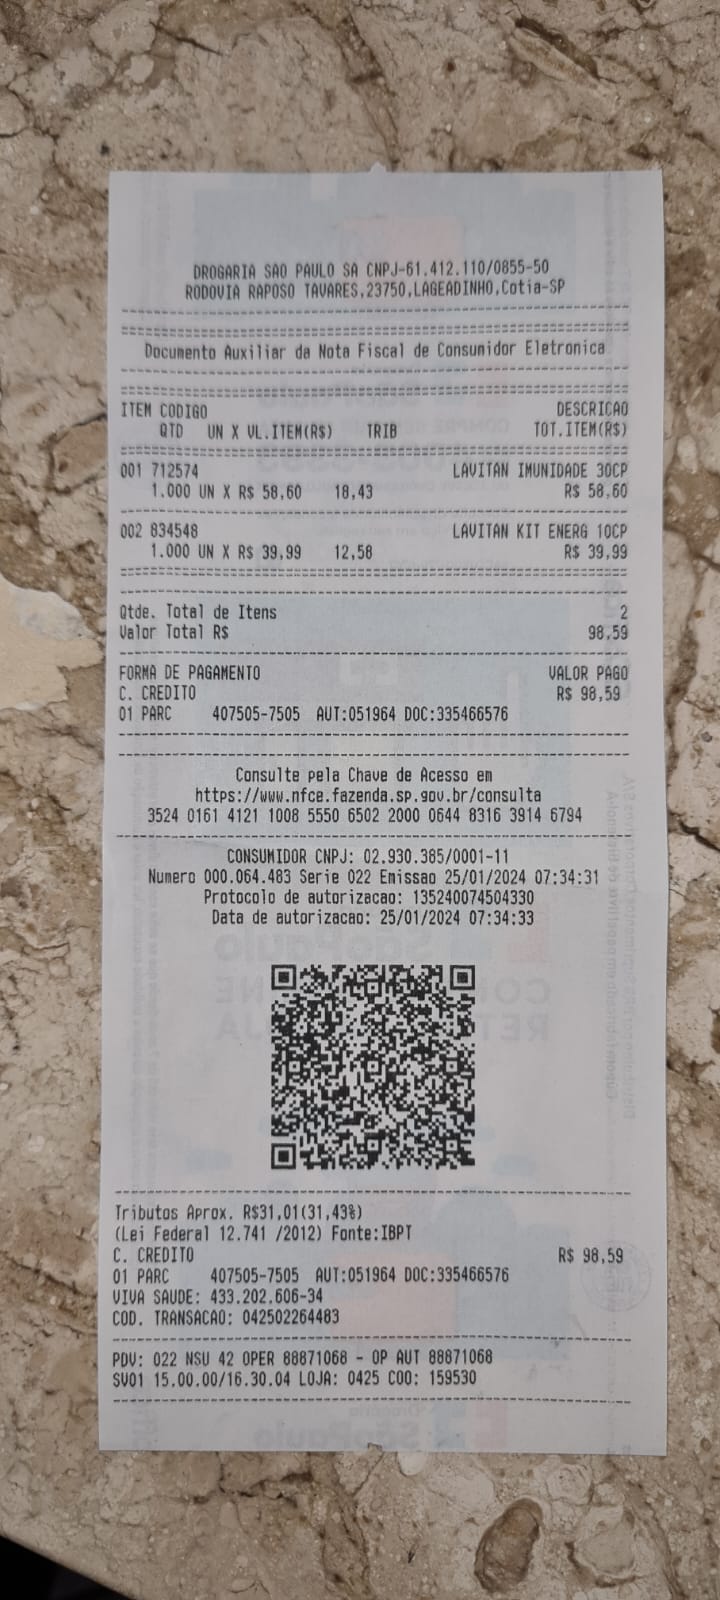 DROGARIA SAO PAULO SA CNPJ-61.412.110/0855-50
RODOVIA RAPOSO TAVARES,23750,LAGEADINHO,Cotia-SP
Documento Auxiliar da Nota Fiscal de Consumidor Eletronica
ITEM CODIGO DESCRICAO
QTD UN X VL.ITEM(R$) TRIB TOT.ITEM(R$)
001 712574 LAVITAN IMUNIDADE 30CP
1.000 UN X R$ 58,60 18,43 R$ 58,60
002 834548 LAVITAN KIT ENERG 10CP
1.000 UN X R$ 39,99 12,58 R$ 39,99
Qtde. Total de Itens 2
Valor Total R$ 98,59
FORMA DE PAGAMENTO VALOR PAGO
C. CREDITO R$ 98,59
01 PARC 407505-7505 AUT:051964 DOC:335466576
Consulte pela Chave de Acesso em
https://www.nfce.fazenda.sp.gov.br/consulta
3524 0161 4121 1008 5550 6502 2000 0644 8316 3914 6794
CONSUMIDOR CNPJ: 02.930.385/0001-11
Numero 000.064.483 Serie 022 Emissao 25/01/2024 07:34:31
Protocolo de autorizacao: 135240074504330
Data de autorizacao: 25/01/2024 07:34:33
Tributos Aprox. R$31,01(31,43%)
(Lei Federal 12.741 /2012) Fonte:IBPT
C. CREDITO R$ 98,59
01 PARC 407505-7505 AUT:051964 DOC:335466576
VIVA SAUDE: 433.202.606-34
COD. TRANSACAO: 042502264483
PDV: 022 NSU 42 OPER 88871068 - OP AUT 88871068
SV01 15.00.00/16.30.04 LOJA: 0425 COO: 159530